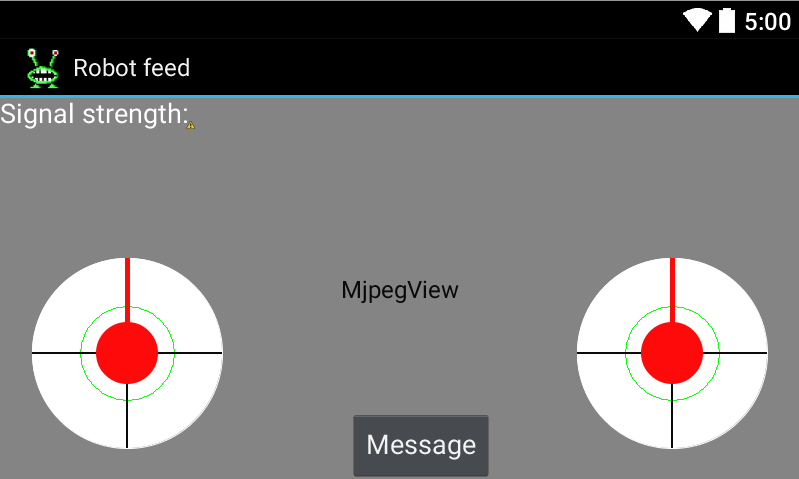 5:00
Robot feed
Signal strength:
MjpegView
Message